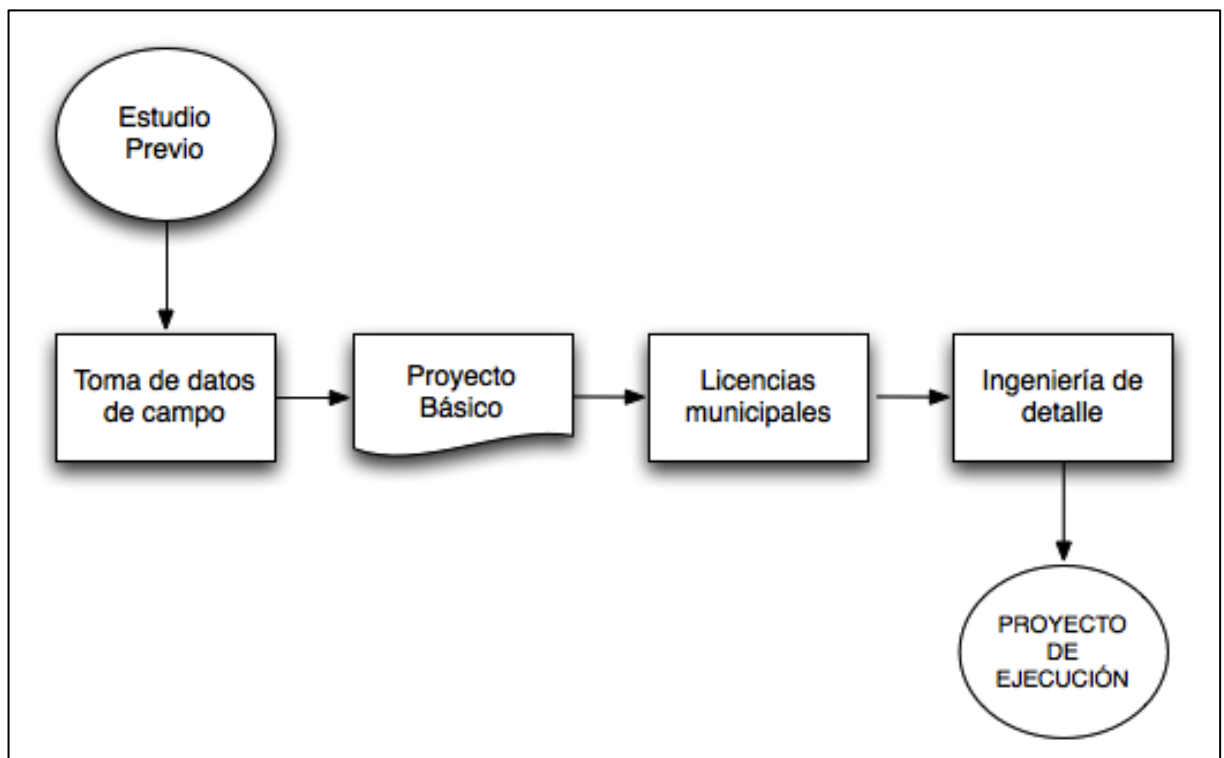 Estudio
Previo
Toma de datos
de campo
Proyecto
Básico
Licencias
municipales
Ingeniería de
detalle
PROYECTO
DE
EJECUCIÓN